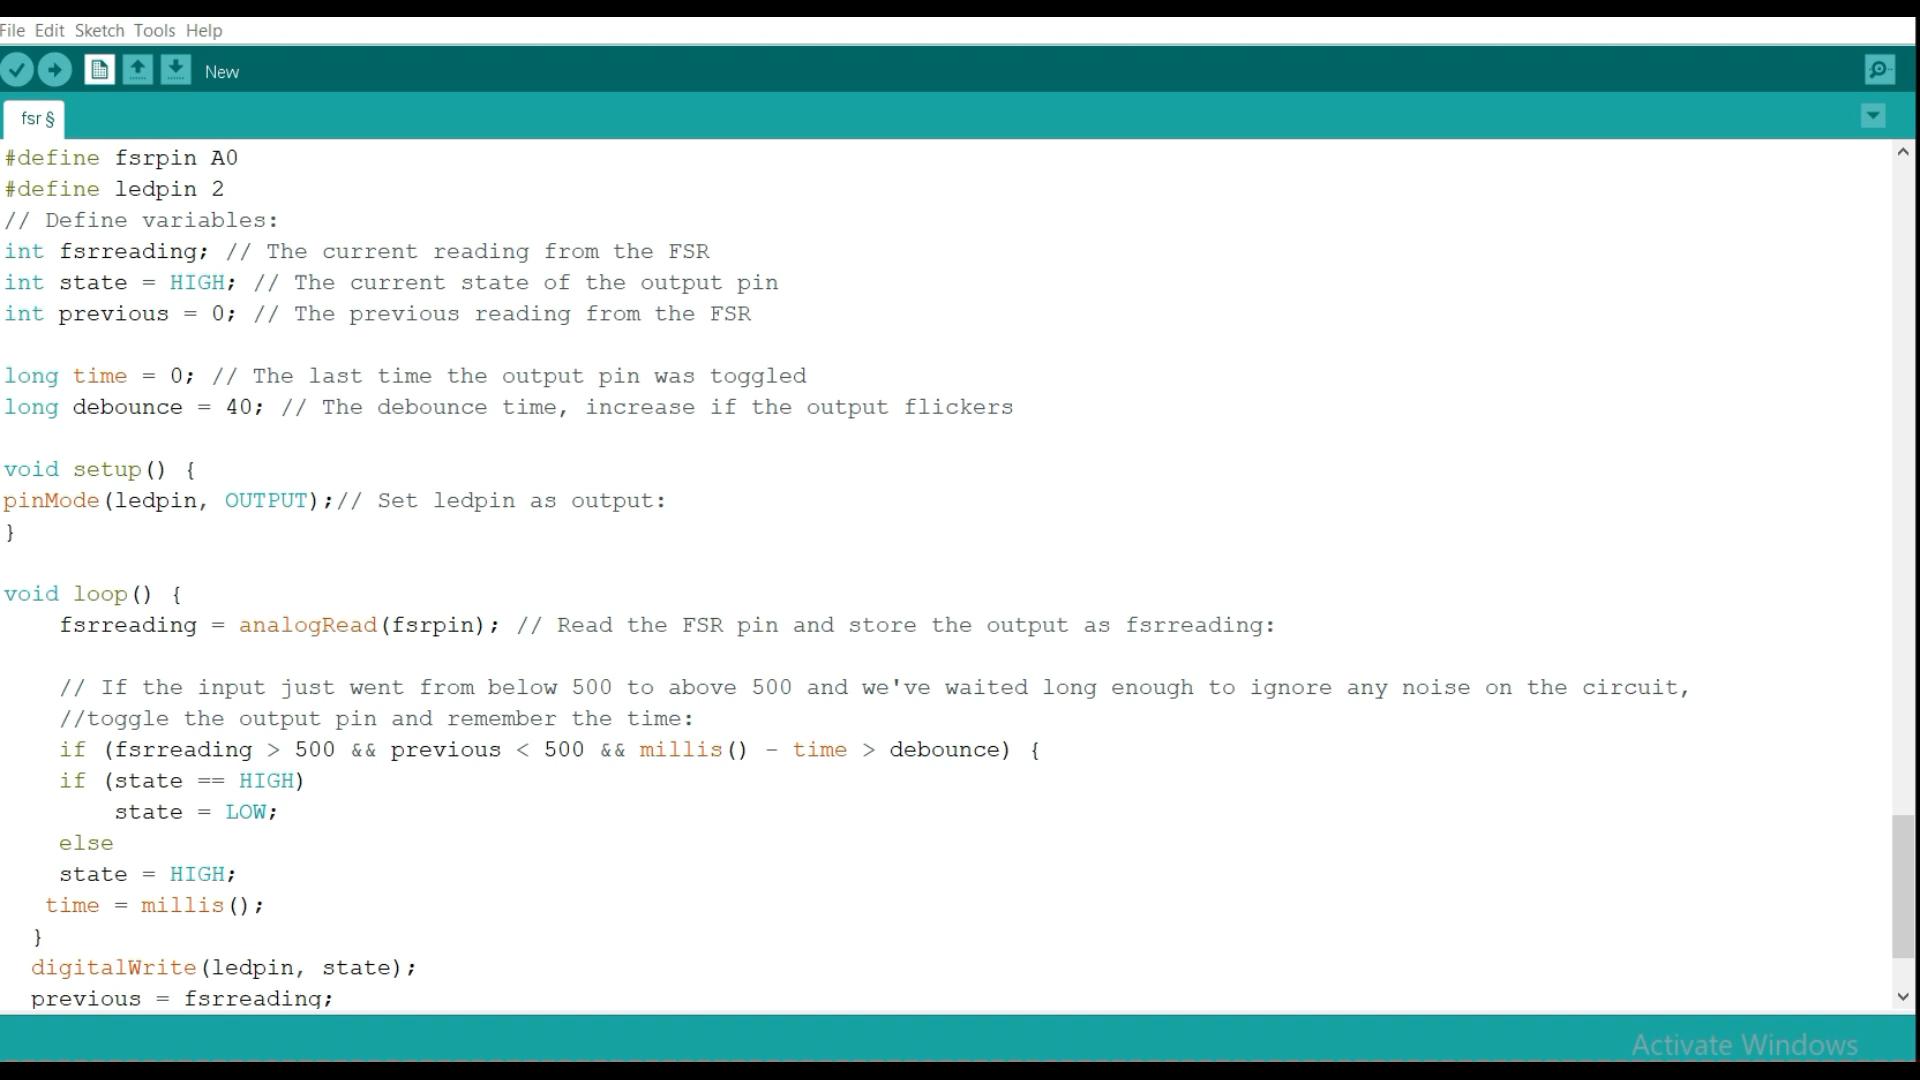 File Edit Sketch Tools Help
New
fsr §
#define fsrpin A0
#define ledpin 2
// Define variables:
int fsrreading; // The current reading from the FSR
int state = HIGH; // The current state of the output pin
int previous = 0; // The previous reading from the FSR
long time = 0; // The last time the output pin was toggled
long debounce = 40; // The debounce time, increase if the output flickers
void setup() {
pinMode(ledpin, OUTPUT);// Set ledpin as output:
}
void loop() {
fsrreading = analogRead(fsrpin); // Read the FSR pin and store the output as fsrreading:
// If the input just went from below 500 to above 500 and we've waited long enough to ignore any noise on the circuit,
//toggle the output pin and remember the time:
if (fsrreading > 500 && previous < 500 && millis() - time > debounce) {
if (state == HIGH)
state = LOW;
else
state = HIGH;
time = millis();
}
digitalWrite(ledpin, state);
previous = fsrreading;
Activate Windows